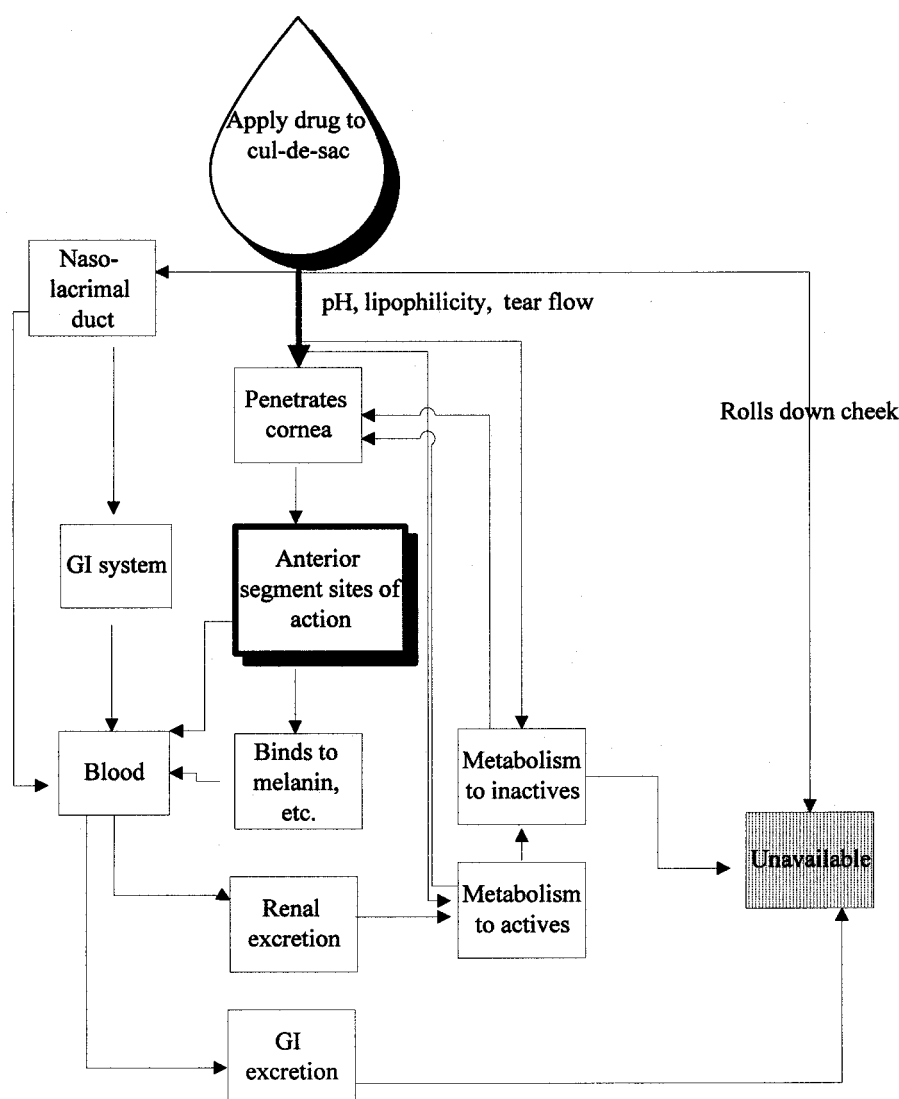 Apply drug to
cul-de-sac
Naso-
lacrimal
duct
pH, lipophilicity, tear flow
Penetrates
cornea
Rolls down cheek
GI system
Anterior
segment sites of
action
Blood
Binds to
melanin,
etc.
Metabolism
to inactives
Unavailable
Renal
excretion
Metabolism
to actives
GI
excretion